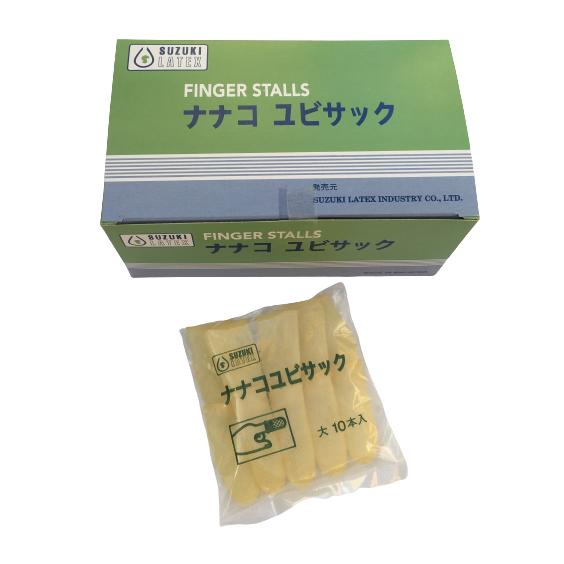 SUZUKI
LATEX
FINGER STALLS
ナナコ ユビサック
発売元
SUZUKI LATEX INDUSTRY CO., LTD.
SUZUKI
LATEX
FINGER STALLS
ナナコ ユビサック
SUZUKI
LATEX
ナナコユビサック
大 10本入